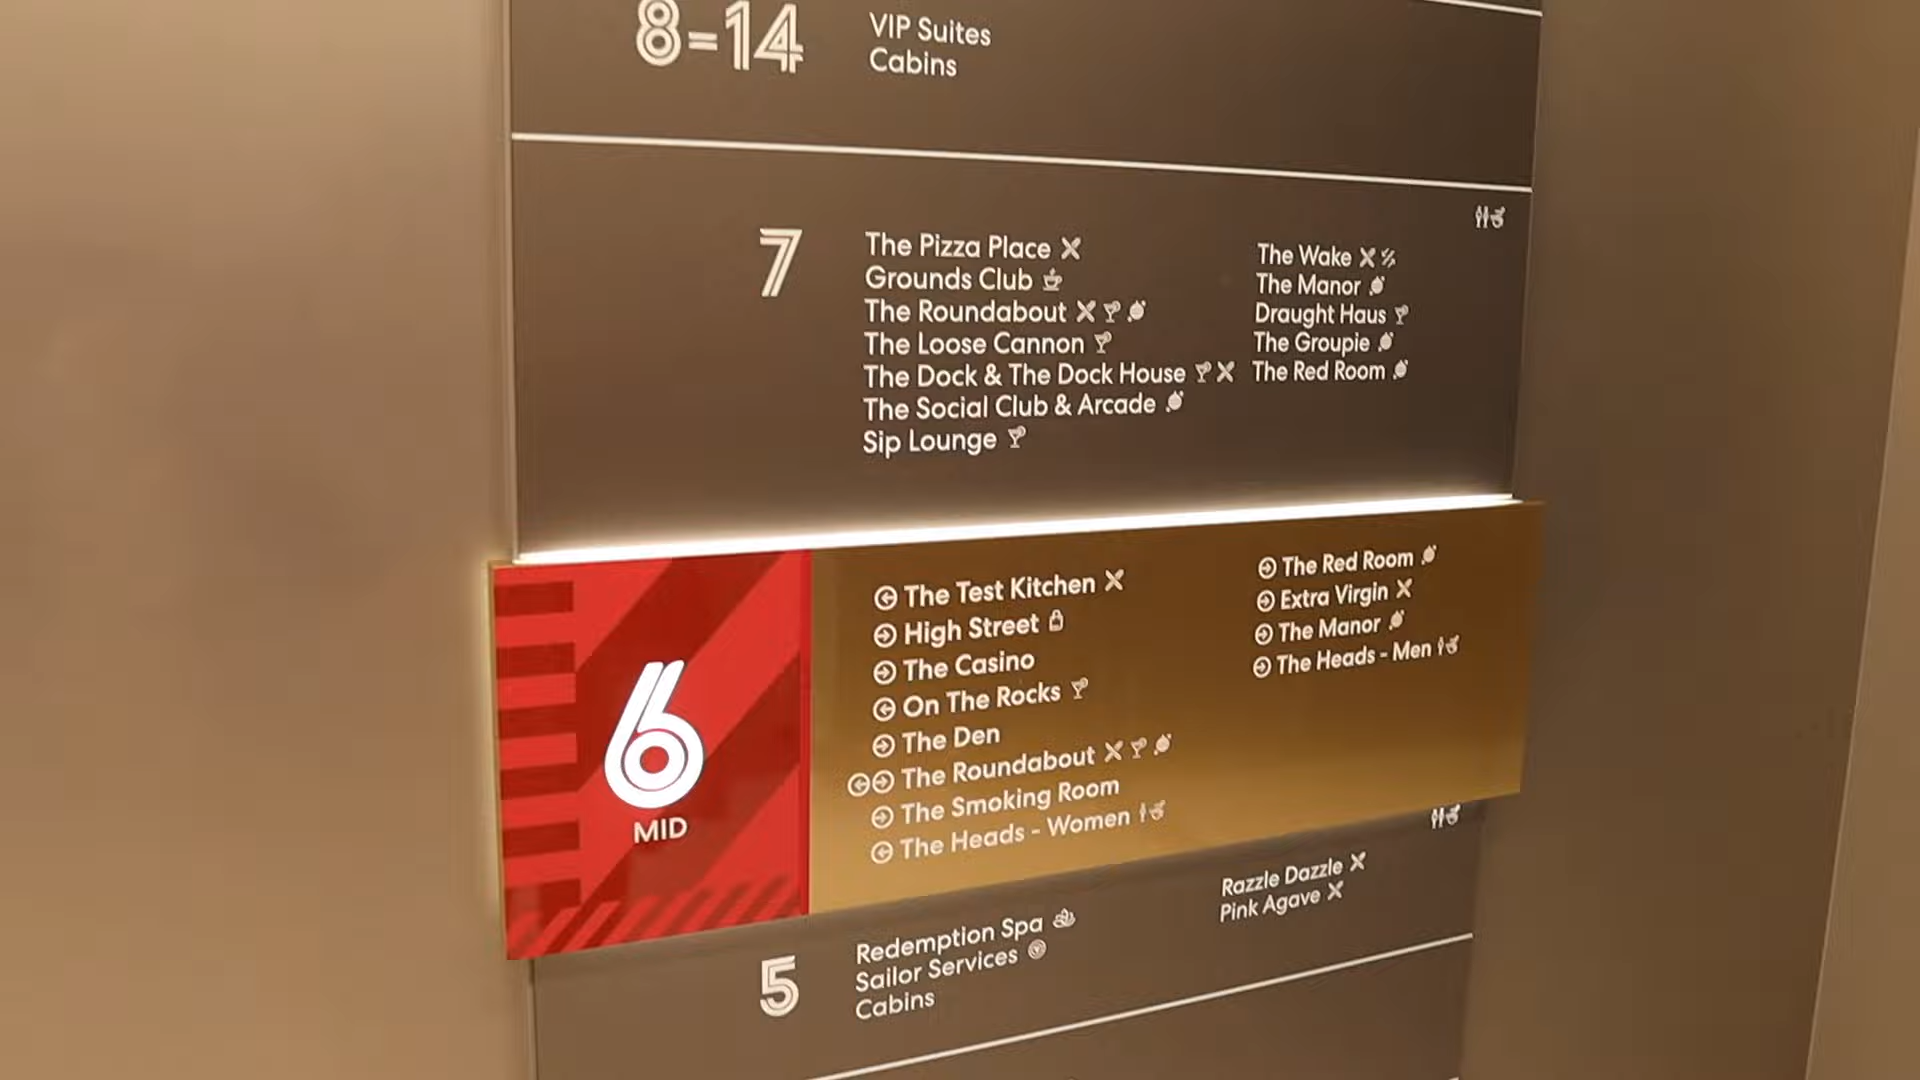 8-14
VIP Suites
Cabins
7
The Pizza Place
Grounds Club
The Roundabout
The Loose Cannon
The Dock & The Dock House
The Social Club & Arcade
Sip Lounge
The Wake
The Manor
Draught Haus
The Groupie
The Red Room
6
MID
The Test Kitchen
High Street
The Casino
On The Rocks
The Den
The Roundabout
The Smoking Room
The Heads - Women
The Red Room
Extra Virgin
The Manor
The Heads - Men
5
Redemption Spa
Sailor Services
Cabins
Razzle Dazzle
Pink Agave